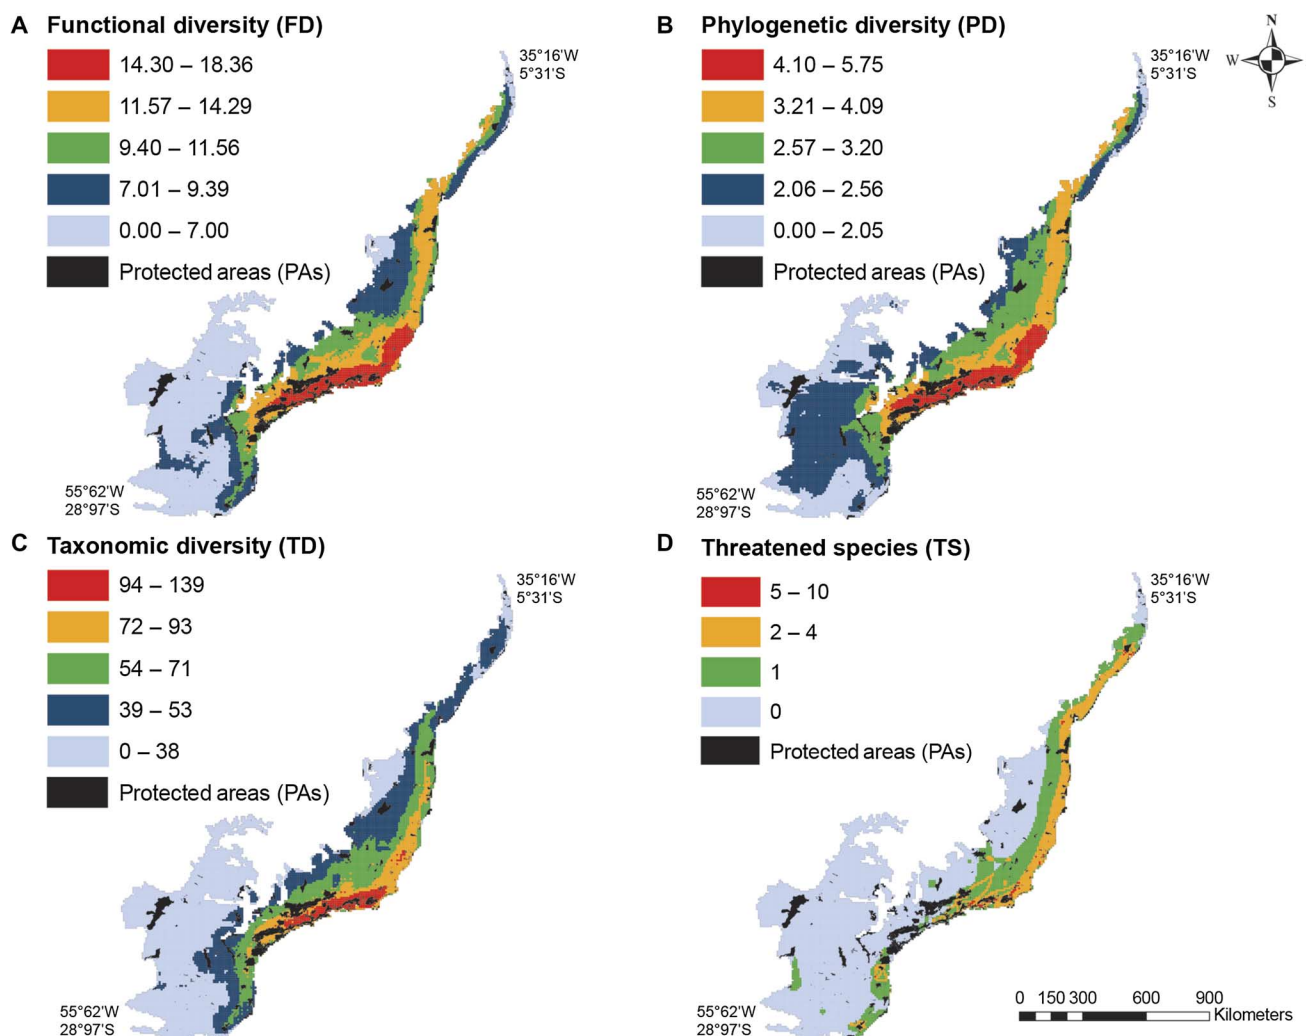 A Functional diversity (FD)
14.30 – 18.36
11.57 – 14.29
9.40 – 11.56
7.01 – 9.39
0.00 – 7.00
Protected areas (PAs)
35°16'W
5°31'S
55°62'W
28°97'S
B Phylogenetic diversity (PD)
4.10 – 5.75
3.21 – 4.09
2.57 – 3.20
2.06 – 2.56
0.00 – 2.05
Protected areas (PAs)
35°16'W
5°31'S
55°62'W
28°97'S
N
W
E
S
C Taxonomic diversity (TD)
94 – 139
72 – 93
54 – 71
39 – 53
0 – 38
Protected areas (PAs)
35°16'W
5°31'S
55°62'W
28°97'S
D Threatened species (TS)
5 – 10
2 – 4
1
0
Protected areas (PAs)
35°16'W
5°31'S
55°62'W
28°97'S
0 150 300 600 900
Kilometers